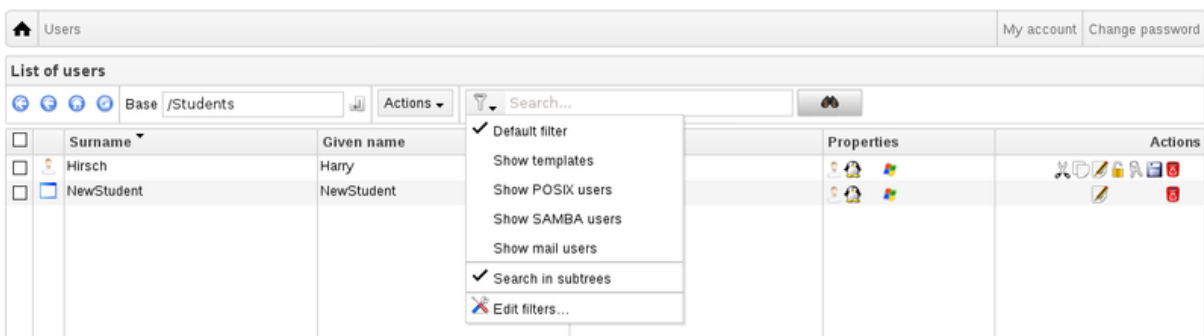 Users My account Change password
List of users
Base /Students Actions Search...
Surname Given name Properties Actions
Default filter
Show templates
Show POSIX users
Show SAMBA users
Show mail users
Search in subtrees
Edit filters...
Hirsch Harry
NewStudent NewStudent